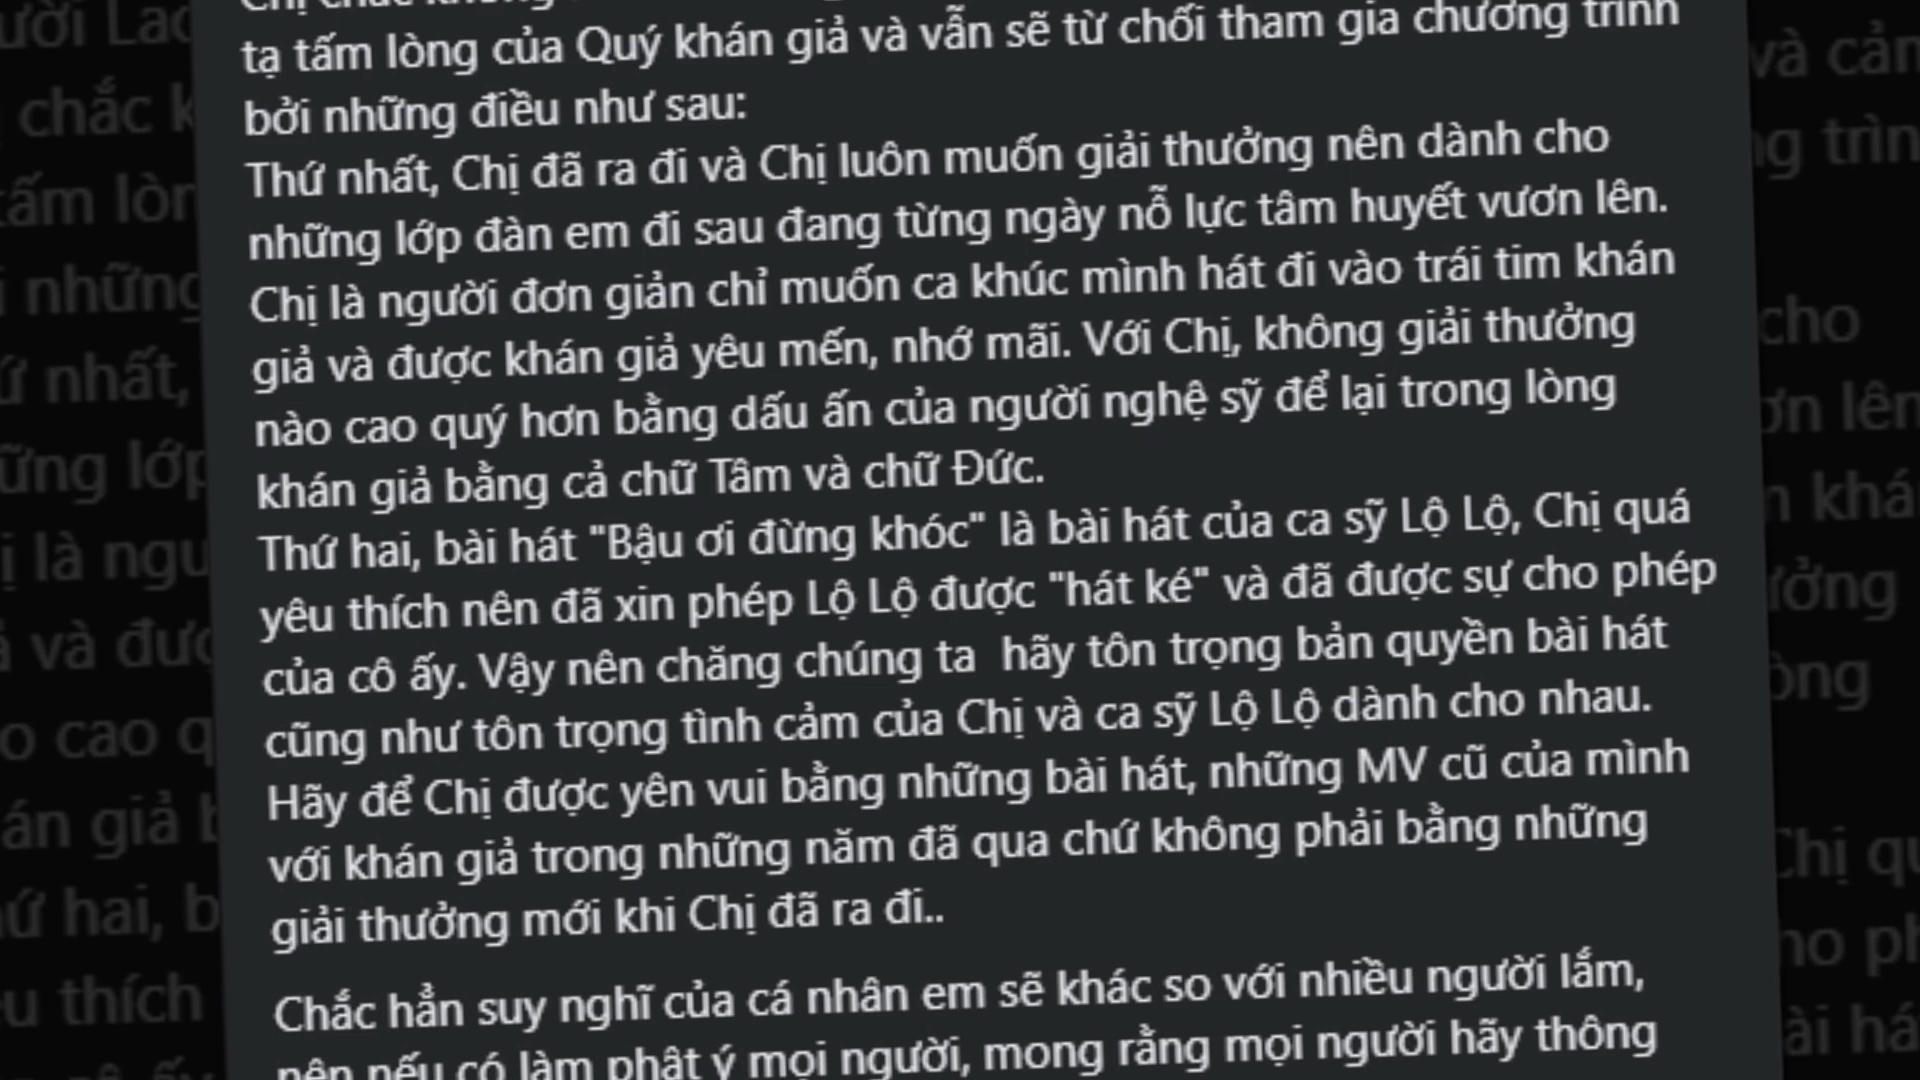 tạ tấm lòng của Quý khán giả và vẫn sẽ từ chối tham gia chương trình
bởi những điều như sau:
Thứ nhất, Chị đã ra đi và Chị luôn muốn giải thưởng nên dành cho
những lớp đàn em đi sau đang từng ngày nỗ lực tâm huyết vươn lên.
Chị là người đơn giản chỉ muốn ca khúc mình hát đi vào trái tim khán
giả và được khán giả yêu mến, nhớ mãi. Với Chị, không giải thưởng
nào cao quý hơn bằng dấu ấn của người nghệ sỹ để lại trong lòng
khán giả bằng cả chữ Tâm và chữ Đức.
Thứ hai, bài hát "Bậu ơi đừng khóc" là bài hát của ca sỹ Lộ Lộ, Chị quá
yêu thích nên đã xin phép Lộ Lộ được "hát ké" và đã được sự cho phép
của cô ấy. Vậy nên chăng chúng ta hãy tôn trọng bản quyền bài hát
cũng như tôn trọng tình cảm của Chị và ca sỹ Lộ Lộ dành cho nhau.
Hãy để Chị được yên vui bằng những bài hát, những MV cũ của mình
với khán giả trong những năm đã qua chứ không phải bằng những
giải thưởng mới khi Chị đã ra đi..
Chắc hẳn suy nghĩ của cá nhân em sẽ khác so với nhiều người lắm,
nên nếu có làm phật ý mọi người, mong rằng mọi người hãy thông